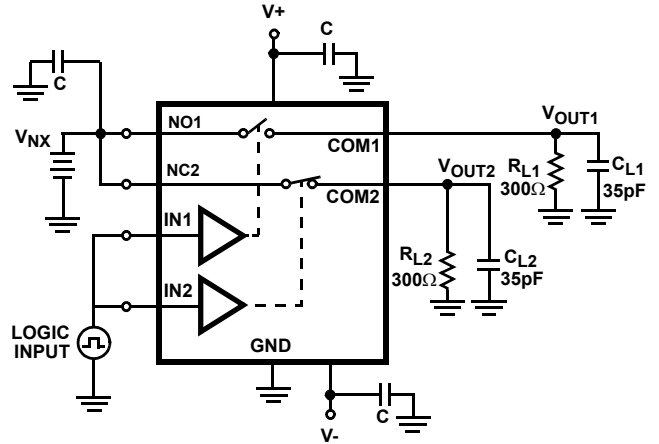 V+
C
C
VNX
NO1
COM1
VOUT1
RL1
300Ω
CL1
35pF
NC2
COM2
VOUT2
IN1
RL2
300Ω
CL2
35pF
IN2
LOGIC
INPUT
GND
C
V-